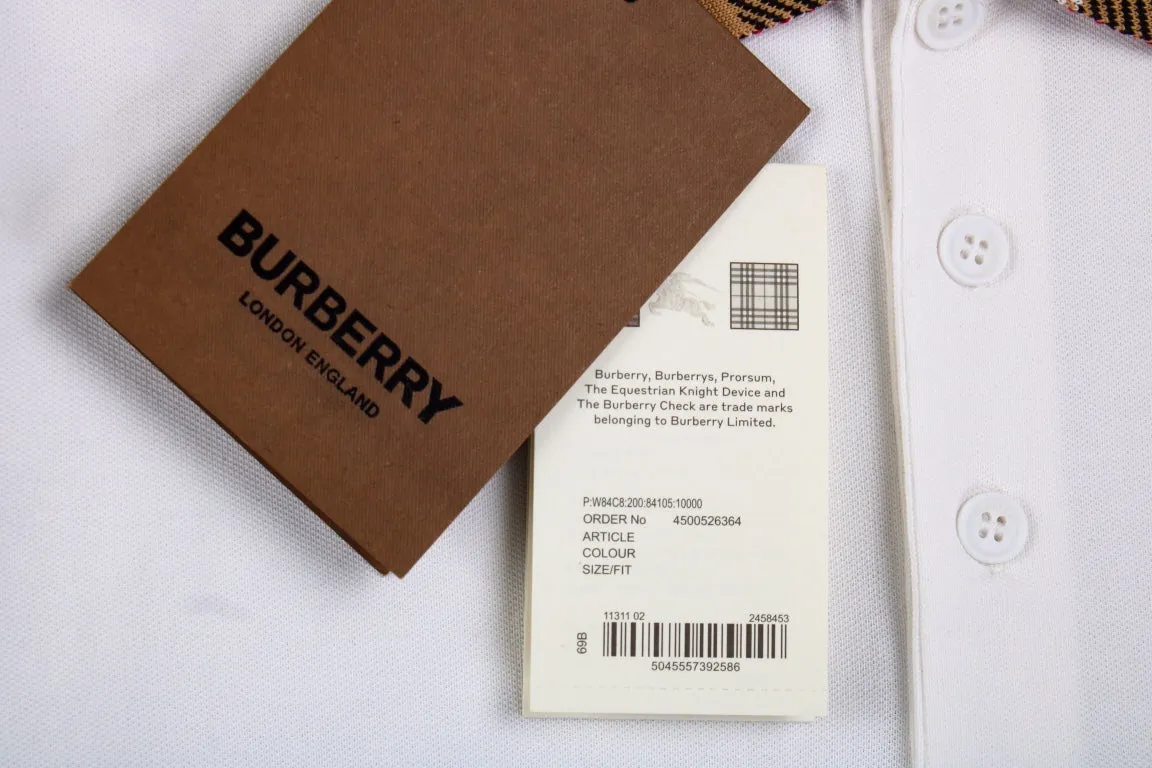 BURBERRY
LONDON ENGLAND
Burberry, Burberrys, Prorsum,
The Equestrian Knight Device and
The Burberry Check are trade marks
belonging to Burberry Limited.
P:W84C8:200:84105:10000
ORDER No 4500526364
ARTICLE
COLOUR
SIZE/FIT
11311 02 2458453
69B
5045557392586